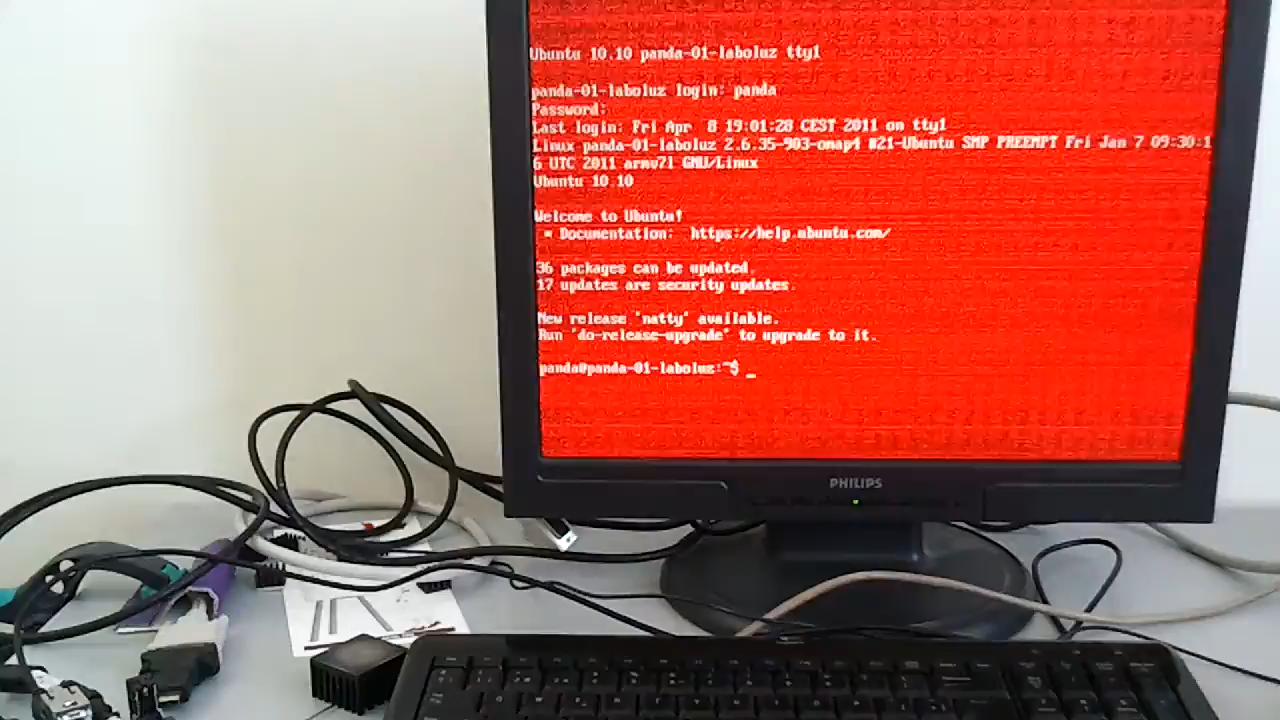 Ubuntu 10.10 panda-01-laboluz tty1
panda-01-laboluz login: panda
Password:
Last login: Fri Apr  8 19:01:28 CEST 2011 on tty1
Linux panda-01-laboluz 2.6.35-903-omap4 #21-Ubuntu SMP PREEMPT Fri Jan 7 09:30:1
6 UTC 2011 armv7l GNU/Linux
Ubuntu 10.10
Welcome to Ubuntu!
* Documentation:  https://help.ubuntu.com/
36 packages can be updated.
17 updates are security updates.
New release 'natty' available.
Run 'do-release-upgrade' to upgrade to it.
panda@panda-01-laboluz:~$ _
PHILIPS